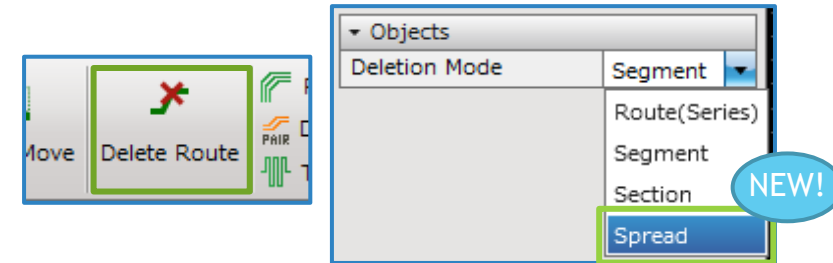 Move
Delete Route
PAIR
Objects
Deletion Mode
Segment
Route(Series)
Segment
Section
Spread
NEW!